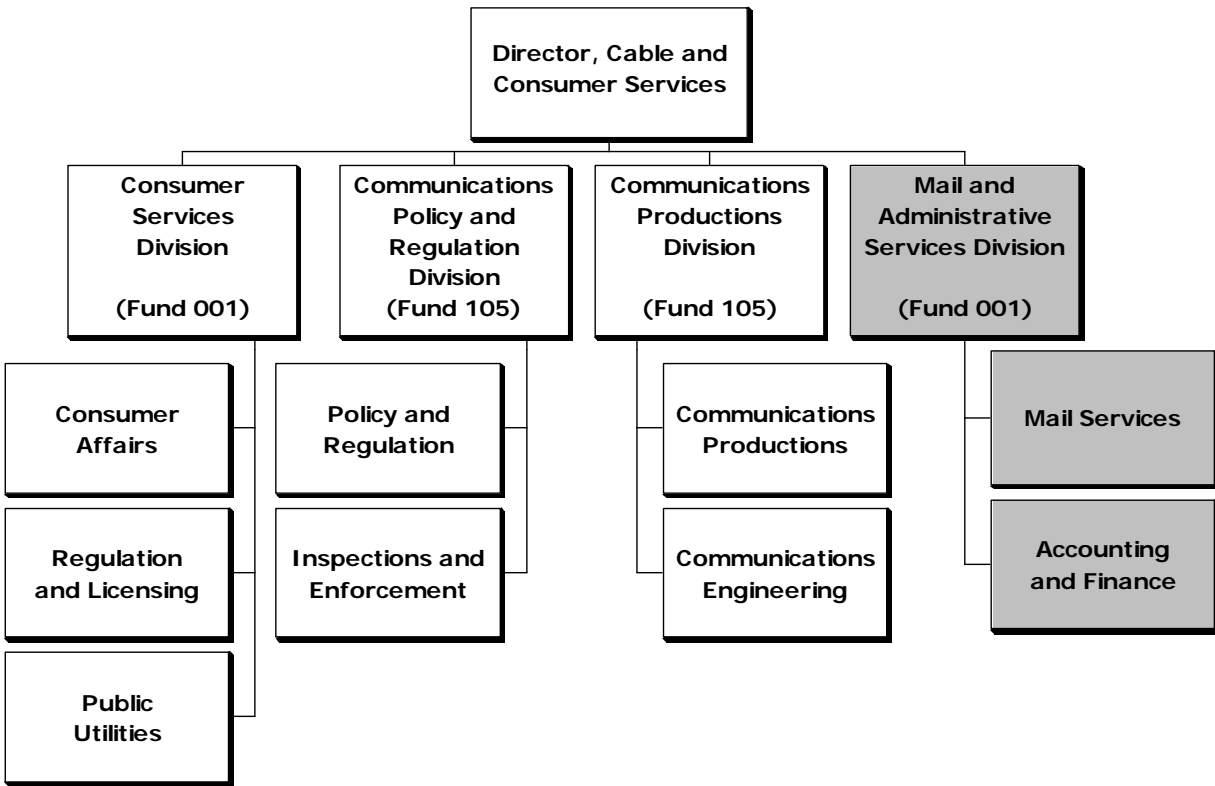 Director, Cable and
Consumer Services
Consumer
Services
Division
(Fund 001)
Communications
Policy and
Regulation
Division
(Fund 105)
Communications
Productions
Division
(Fund 105)
Mail and
Administrative
Services Division
(Fund 001)
Consumer
Affairs
Regulation
and Licensing
Public
Utilities
Policy and
Regulation
Inspections and
Enforcement
Communications
Productions
Communications
Engineering
Mail Services
Accounting
and Finance